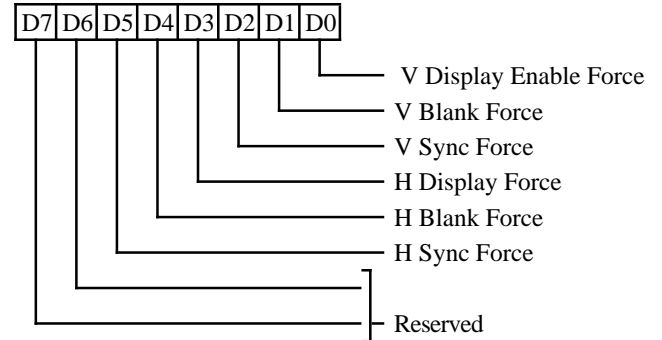 D7 D6 D5 D4 D3 D2 D1 D0
V Display Enable Force
V Blank Force
V Sync Force
H Display Force
H Blank Force
H Sync Force
Reserved